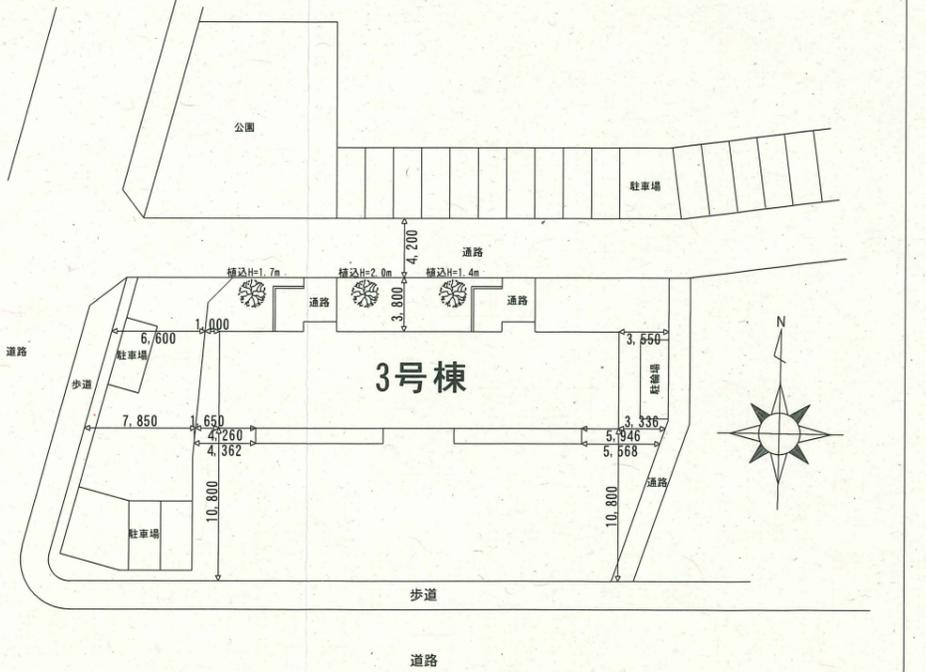 公園
駐車場
4,200
通路
植込H=1.7m
植込H=2.0m
植込H=1.4m
通路
3,800
通路
N
1,000
6,600
3,550
道路
駐車場
歩道
3号棟
駐輪場
7,850
1,650
3,336
4,260
5,946
4,362
5,568
10,800
10,800
通路
駐車場
歩道
道路